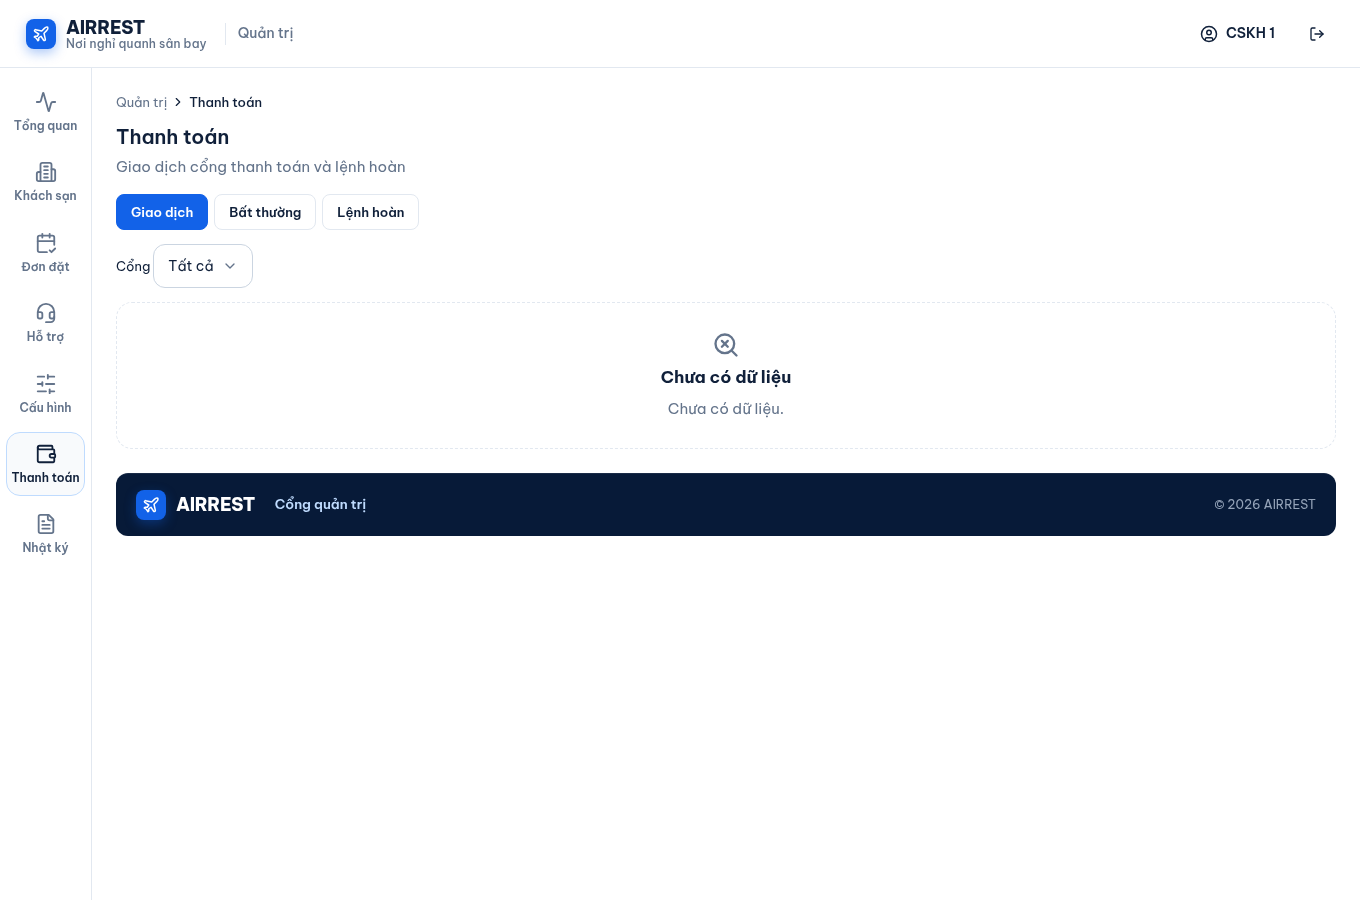 AIRREST
Nơi nghỉ quanh sân bay
Quản trị
CSKH 1
Tổng quan
Khách sạn
Đơn đặt
Hỗ trợ
Cấu hình
Thanh toán
Nhật ký
Quản trị > Thanh toán
Thanh toán
Giao dịch cổng thanh toán và lệnh hoàn
Giao dịch
Bất thường
Lệnh hoàn
Cổng
Tất cả
Chưa có dữ liệu
Chưa có dữ liệu.
AIRREST
Cổng quản trị
© 2026 AIRREST